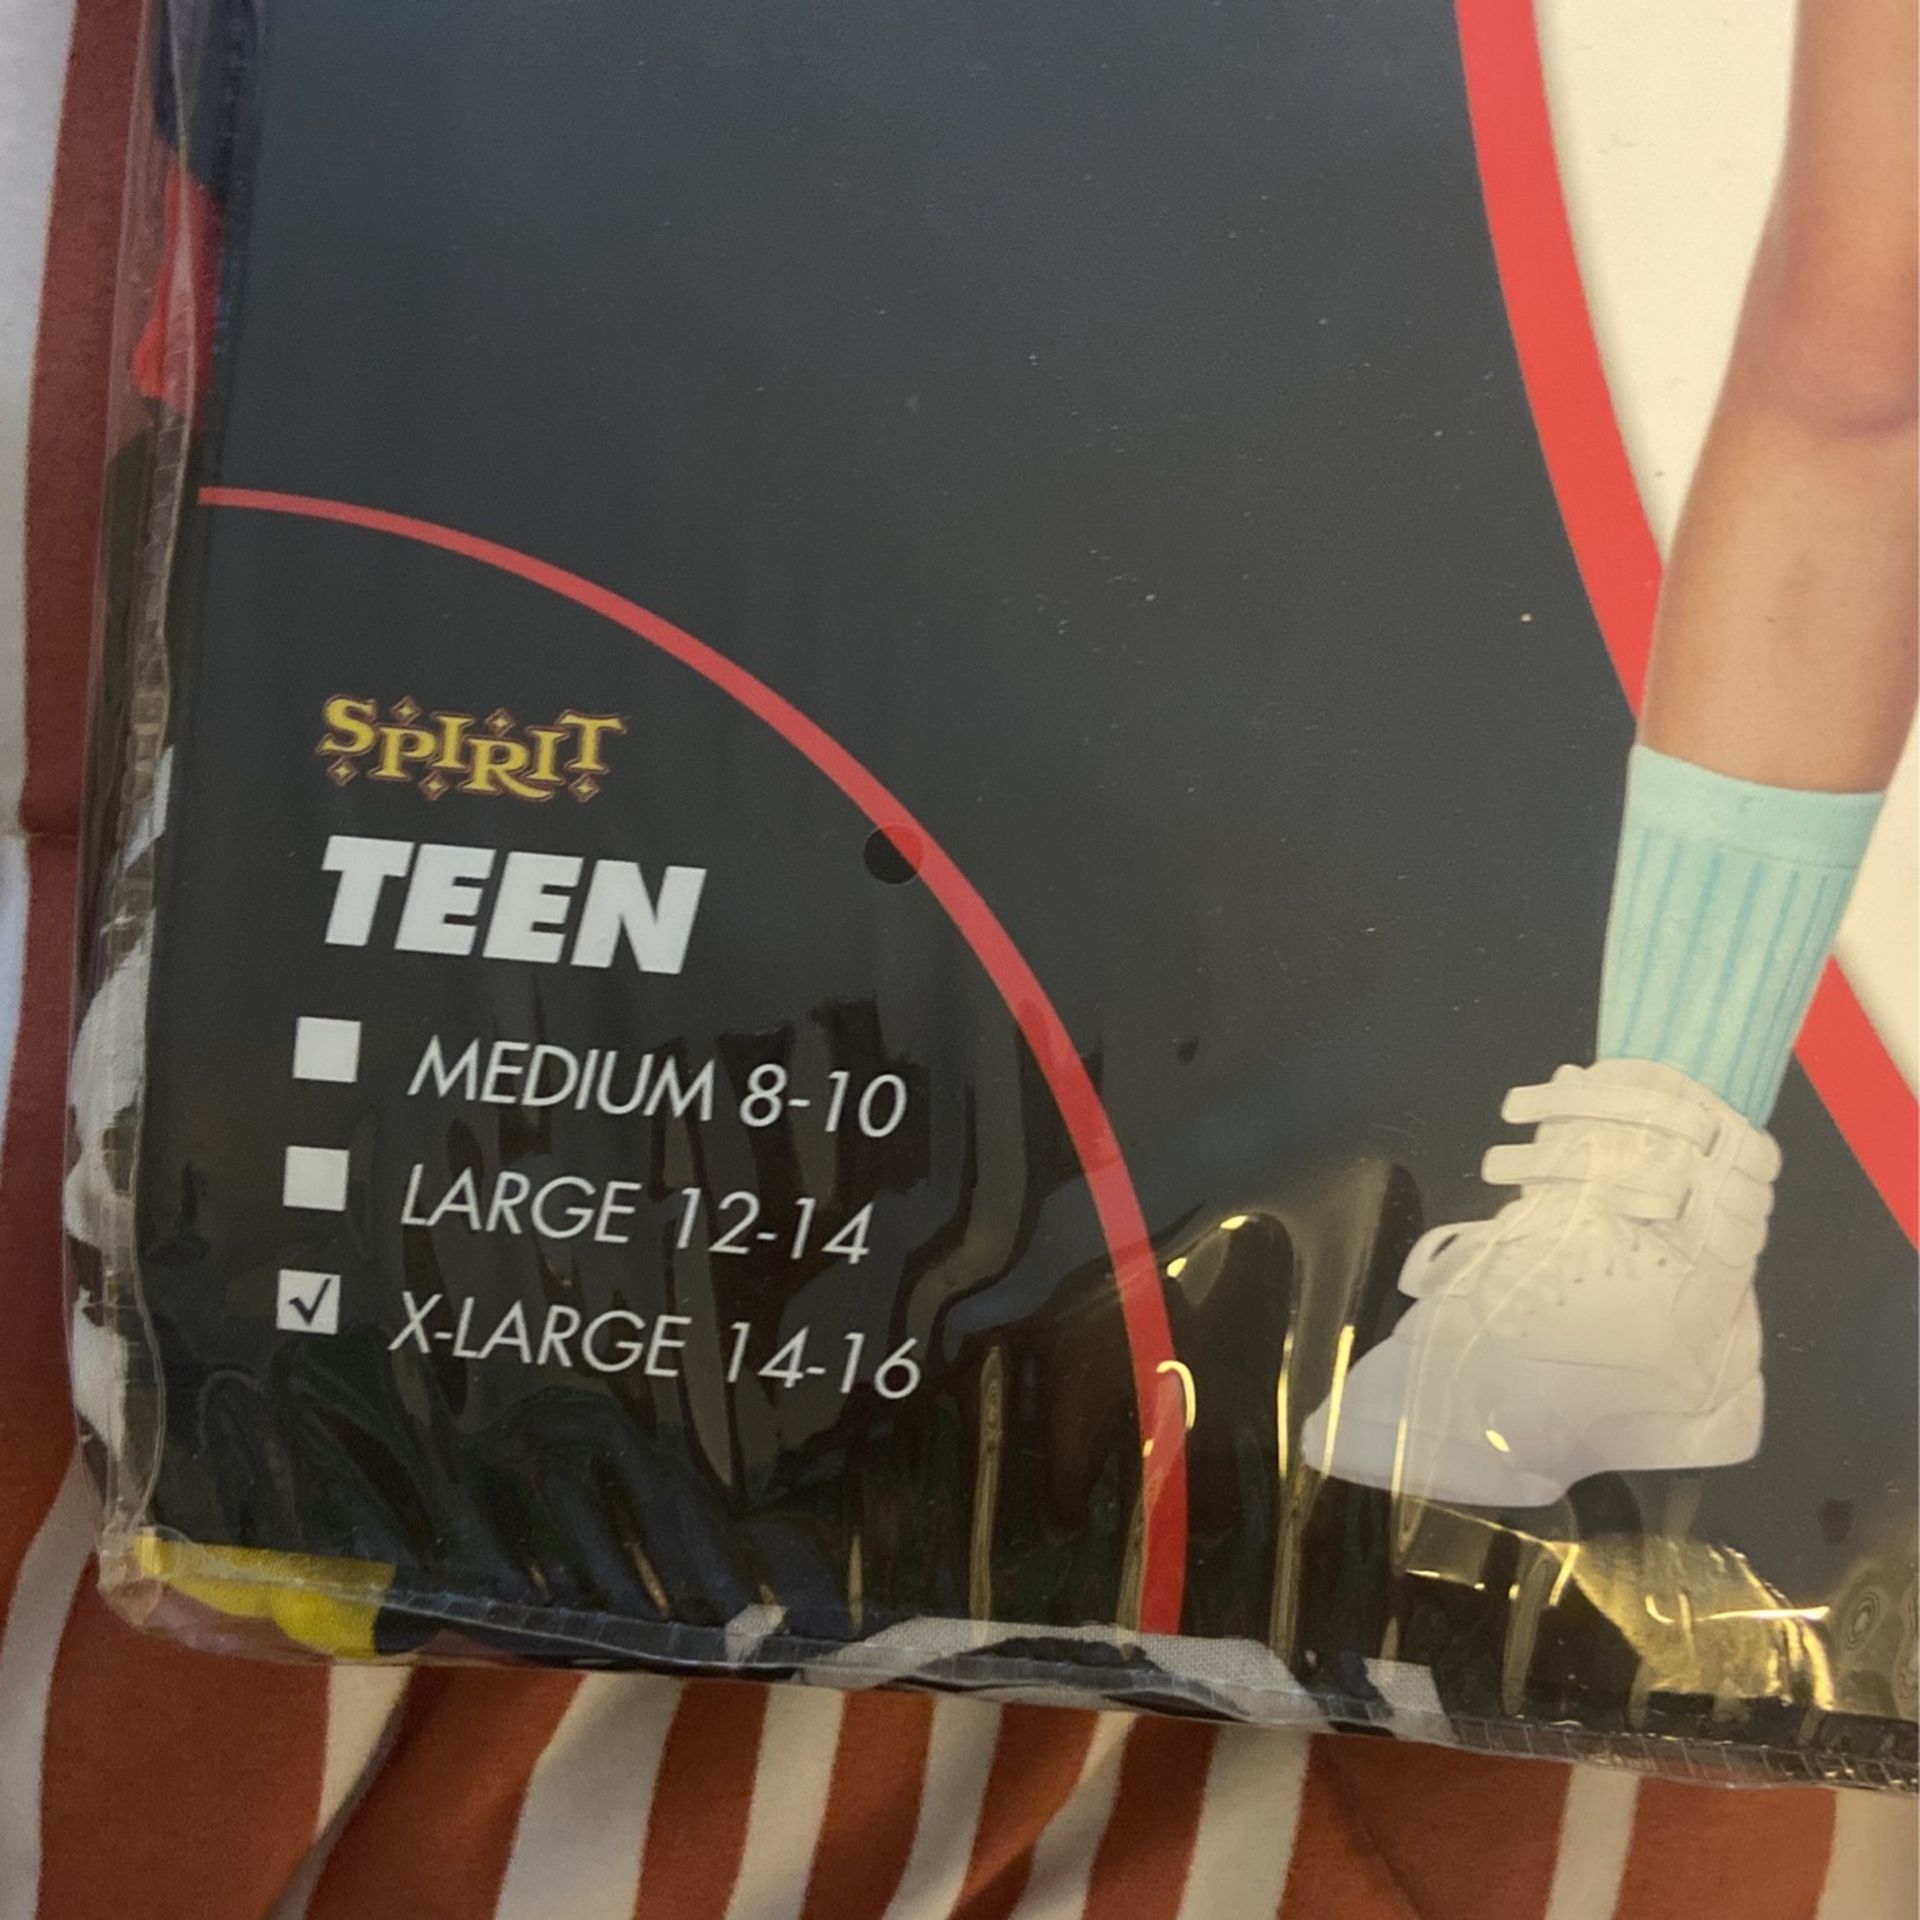 SPIRIT
TEEN
MEDIUM 8-10
LARGE 12-14
X-LARGE 14-16